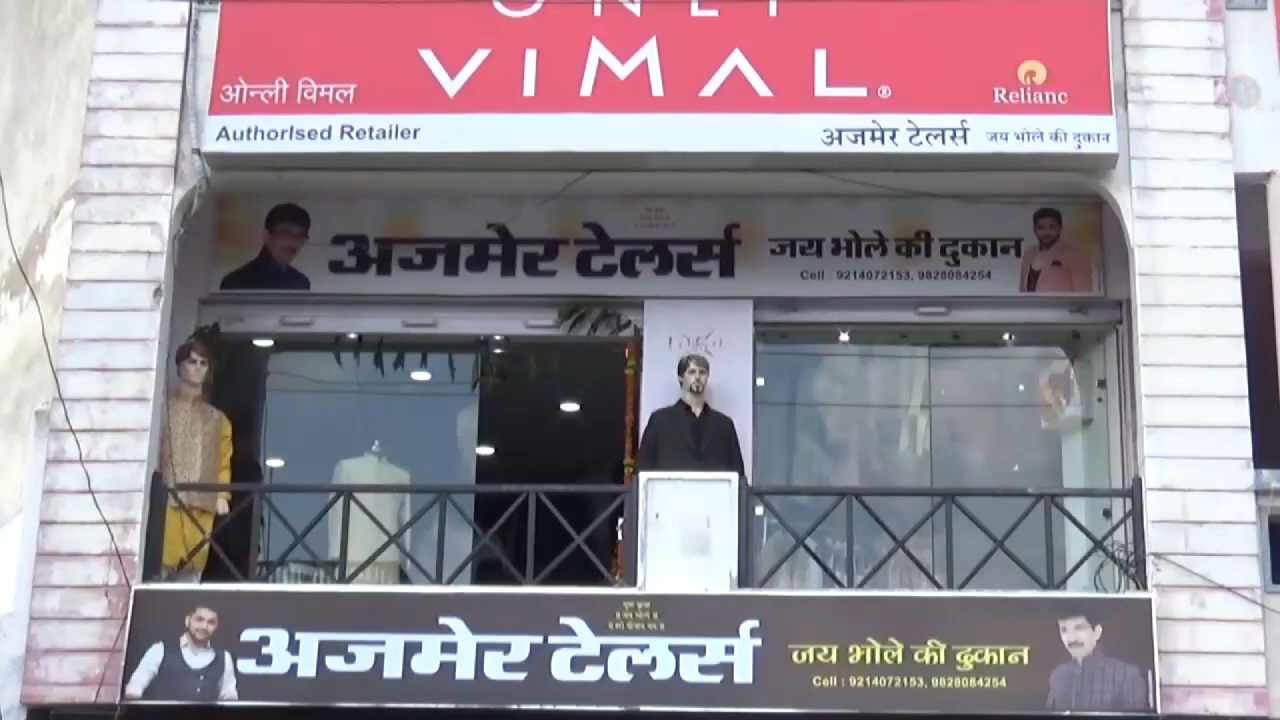 VIMAL®
ओन्ली विमल
Relianc
AuthorIsed Retailer
अजमेर टेलर्स जय भोले की दुकान
अजमेर टेलर्स जय भोले की दुकान
Cell : 9214072153, 9828084254
अजमेर टेलर्स जय भोले की दुकान
Cell : 9214072153, 9828084254